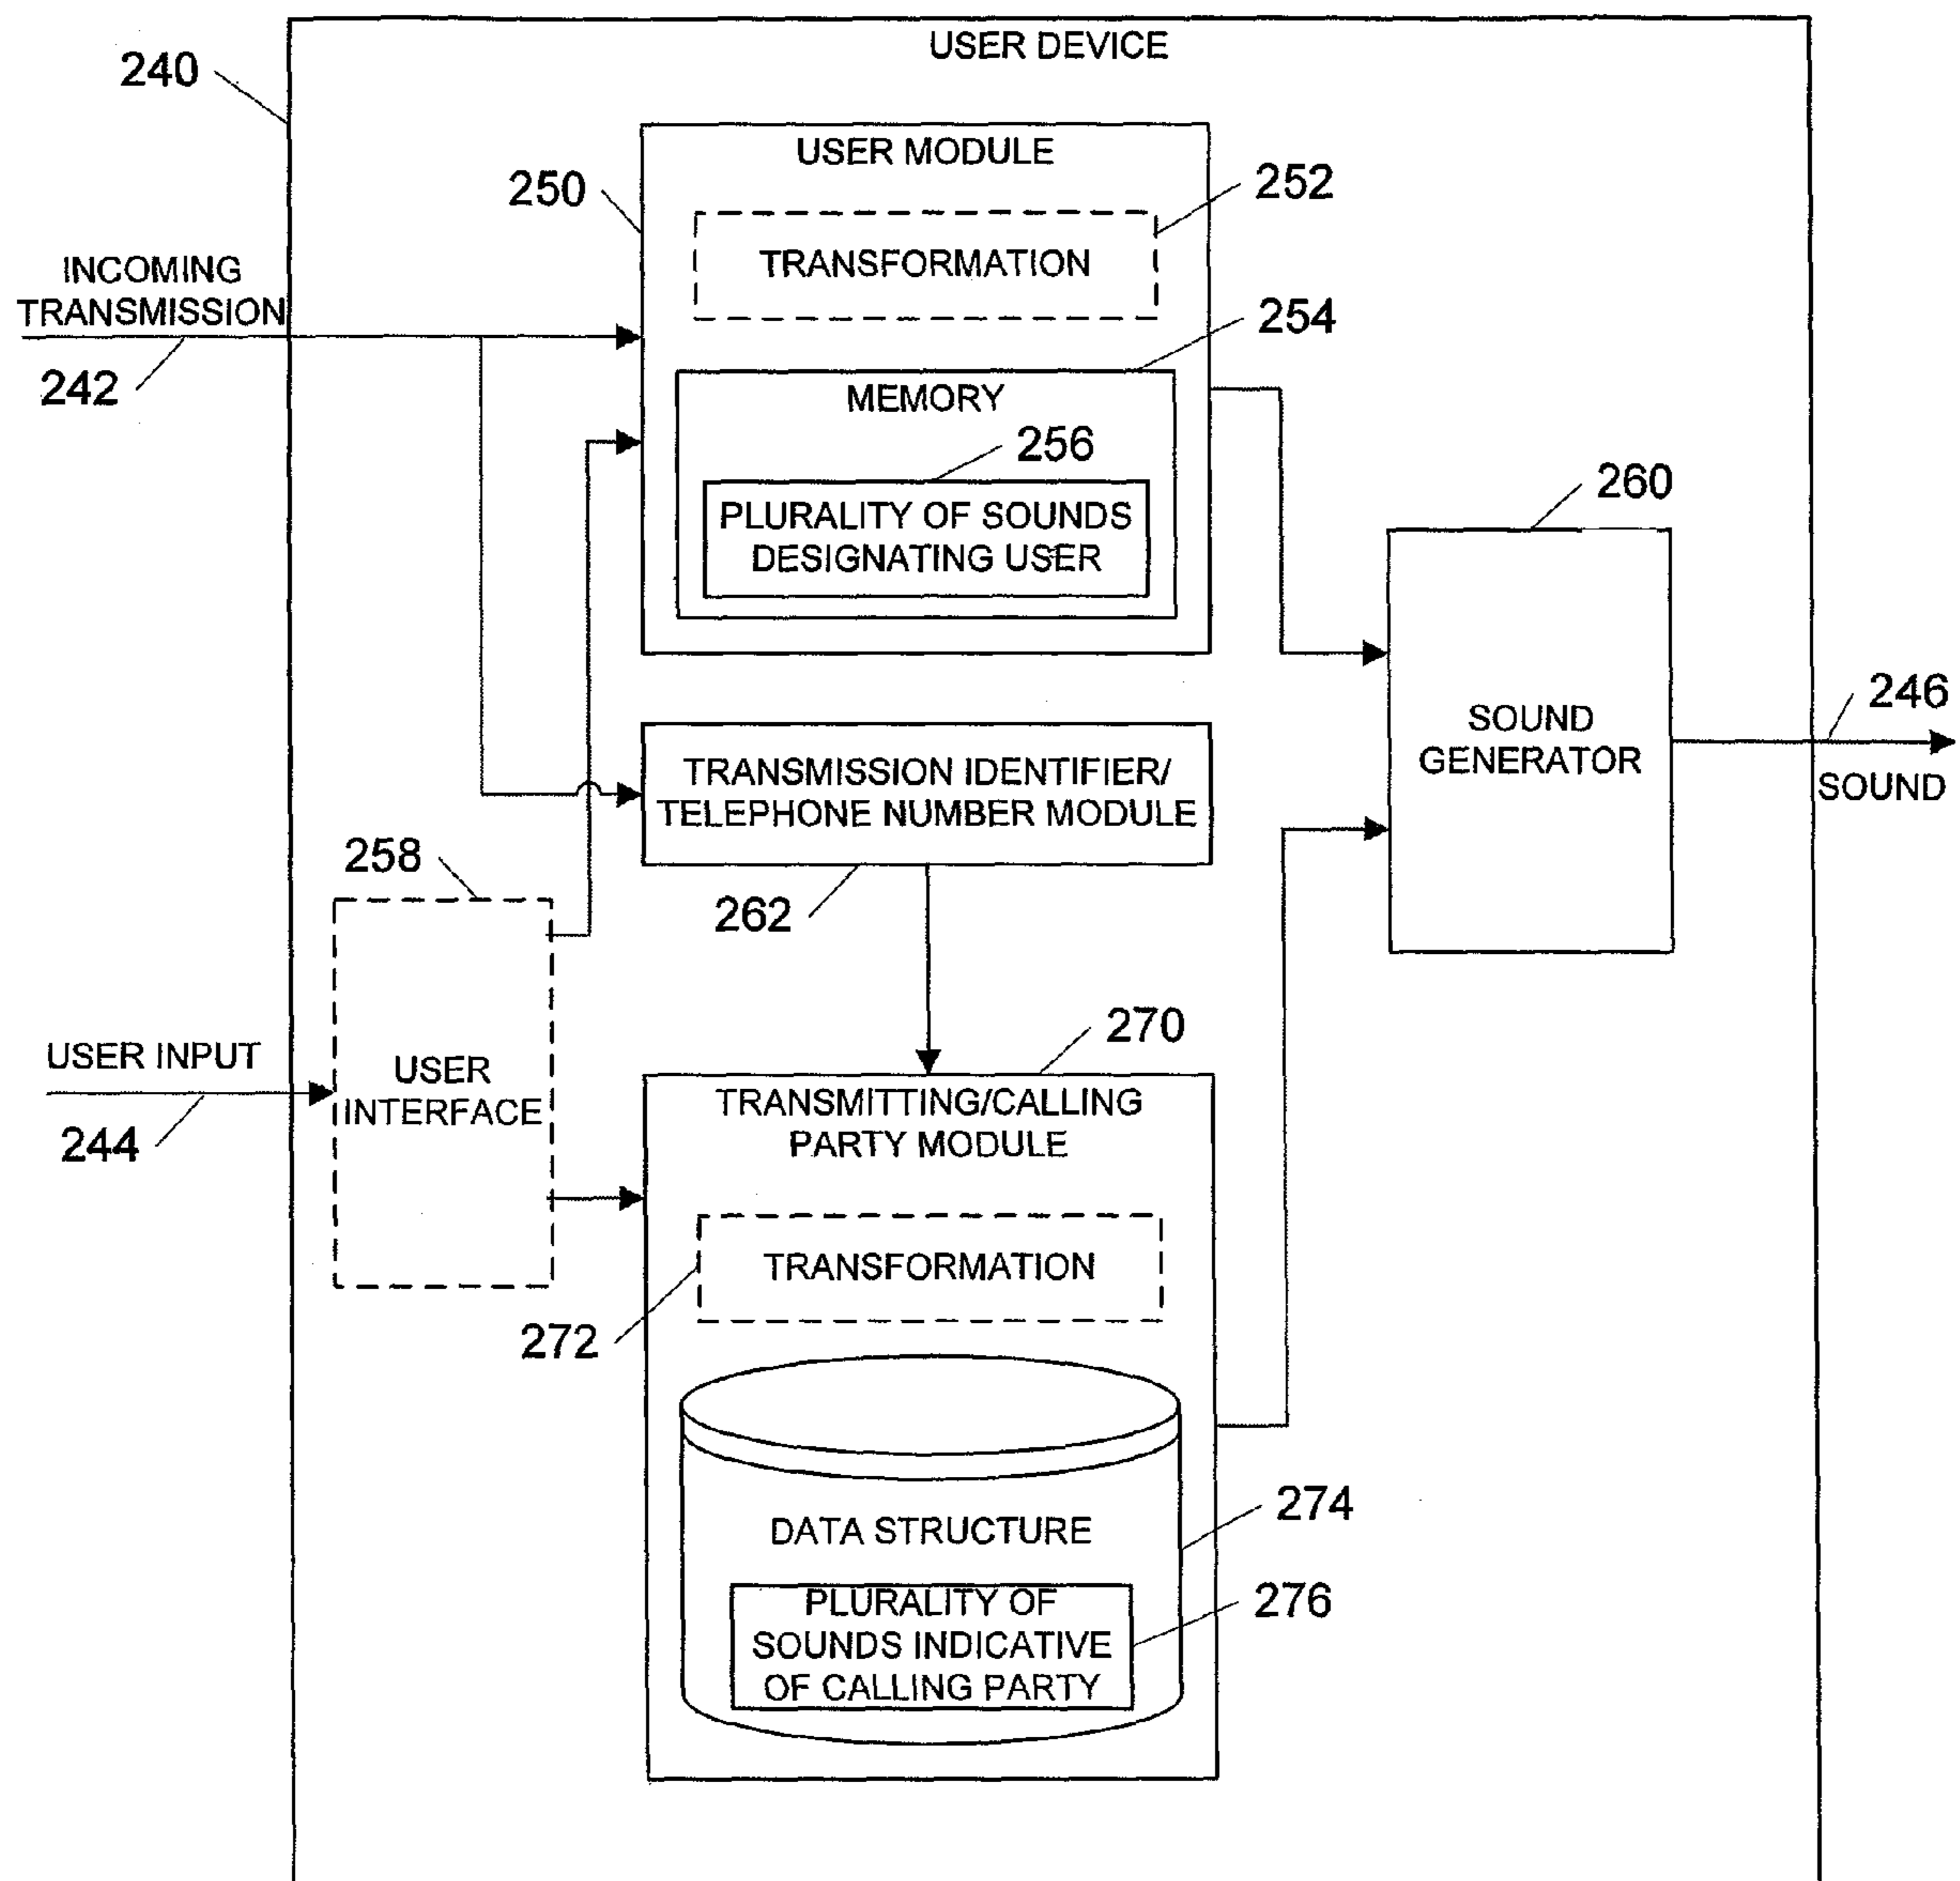 USER DEVICE
240
USER MODULE
250
252
TRANSFORMATION
INCOMING
TRANSMISSION
242
254
MEMORY
256
PLURALITY OF SOUNDS
DESIGNATING USER
260
SOUND
GENERATOR
246
SOUND
TRANSMISSION IDENTIFIER/
TELEPHONE NUMBER MODULE
262
258
USER
INTERFACE
USER INPUT
244
270
TRANSMITTING/CALLING
PARTY MODULE
TRANSFORMATION
272
DATA STRUCTURE
274
PLURALITY OF
SOUNDS INDICATIVE
OF CALLING PARTY
276